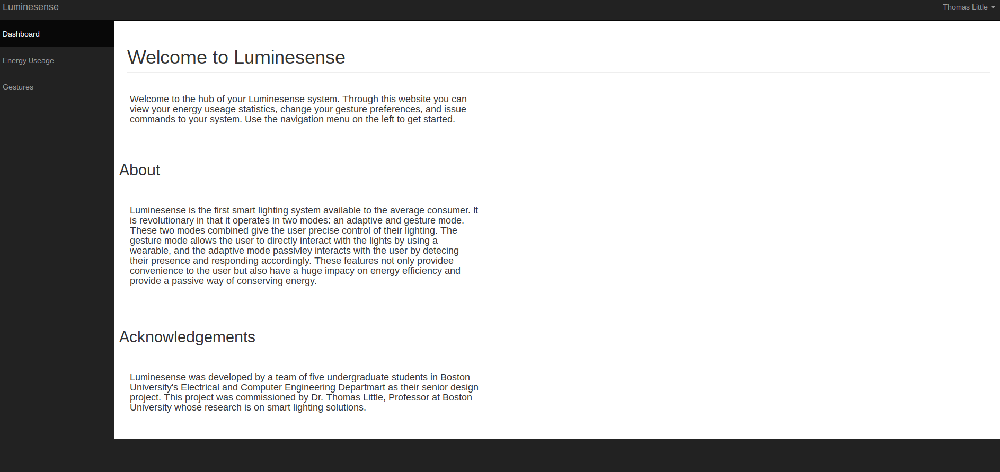 Luminesense
Thomas Little
Dashboard
Energy Useage
Gestures
Welcome to Luminesense
Welcome to the hub of your Luminesense system. Through this website you can
view your energy useage statistics, change your gesture preferences, and issue
commands to your system. Use the navigation menu on the left to get started.
About
Luminesense is the first smart lighting system available to the average consumer. It
is revolutionary in that it operates in two modes: an adaptive and gesture mode.
These two modes combined give the user precise control of their lighting. The
gesture mode allows the user to directly interact with the lights by using a
wearable, and the adaptive mode passivley interacts with the user by detecing
their presence and responding accordingly. These features not only providee
convenience to the user but also have a huge impacy on energy efficiency and
provide a passive way of conserving energy.
Acknowledgements
Luminesense was developed by a team of five undergraduate students in Boston
University's Electrical and Computer Engineering Departmart as their senior design
project. This project was commissioned by Dr. Thomas Little, Professor at Boston
University whose research is on smart lighting solutions.